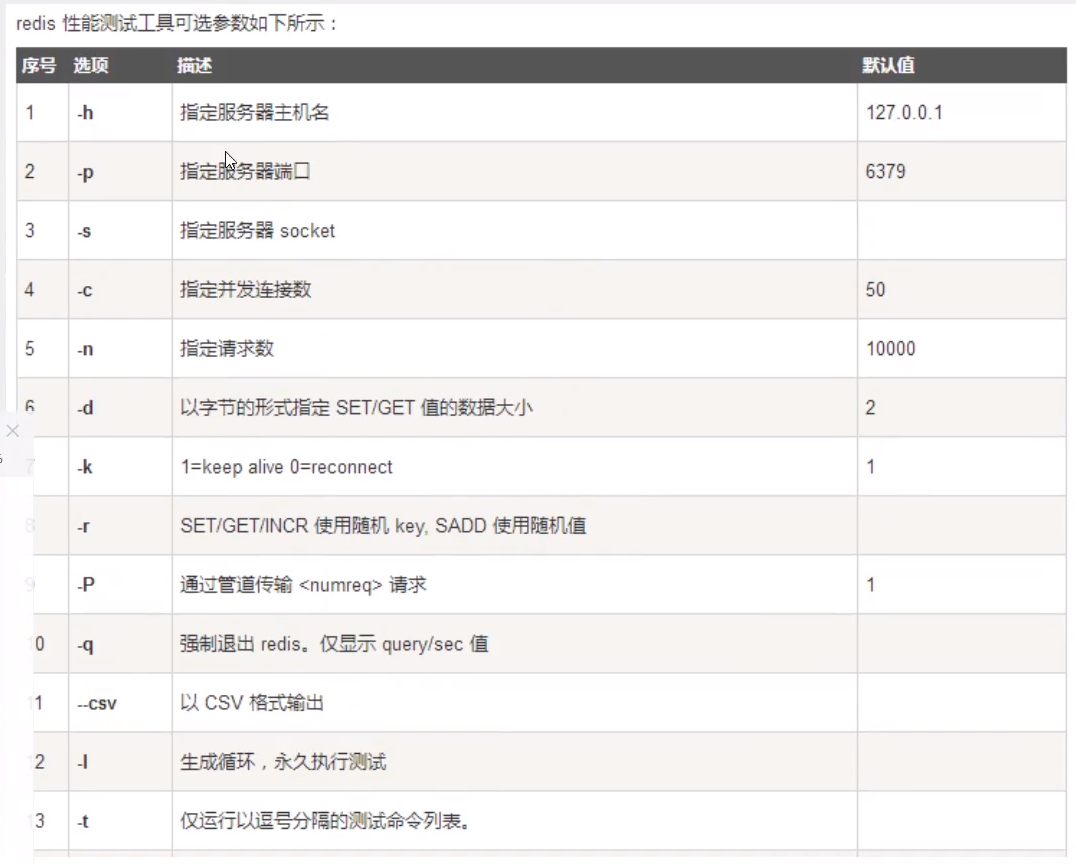 redis 性能测试工具可选参数如下所示：
序号 选项 描述 默认值
1 -h 指定服务器主机名 127.0.0.1
2 -p 指定服务器端口 6379
3 -s 指定服务器 socket
4 -c 指定并发连接数 50
5 -n 指定请求数 10000
6 -d 以字节的形式指定 SET/GET 值的数据大小 2
7 -k 1=keep alive 0=reconnect 1
8 -r SET/GET/INCR 使用随机 key, SADD 使用随机值
9 -P 通过管道传输 <numreq> 请求 1
10 -q 强制退出 redis。仅显示 query/sec 值
11 --csv 以 CSV 格式输出
12 -l 生成循环，永久执行测试
13 -t 仅运行以逗号分隔的测试命令列表。